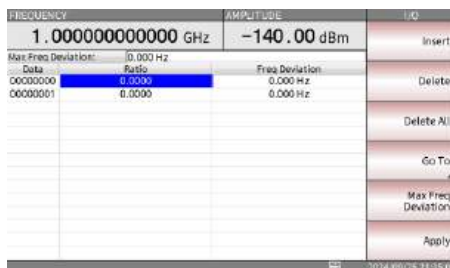 FREQUENCY AMPLITUDE I/Q
1.000000000000 GHz -140.00 dBm
Max Freq Deviation: 0.000 Hz
Data Ratio Freq Deviation
00000000 0.0000 0.000 Hz
00000001 0.0000 0.000 Hz
Insert
Delete
Delete All
Go To
Max Freq
Deviation
Apply